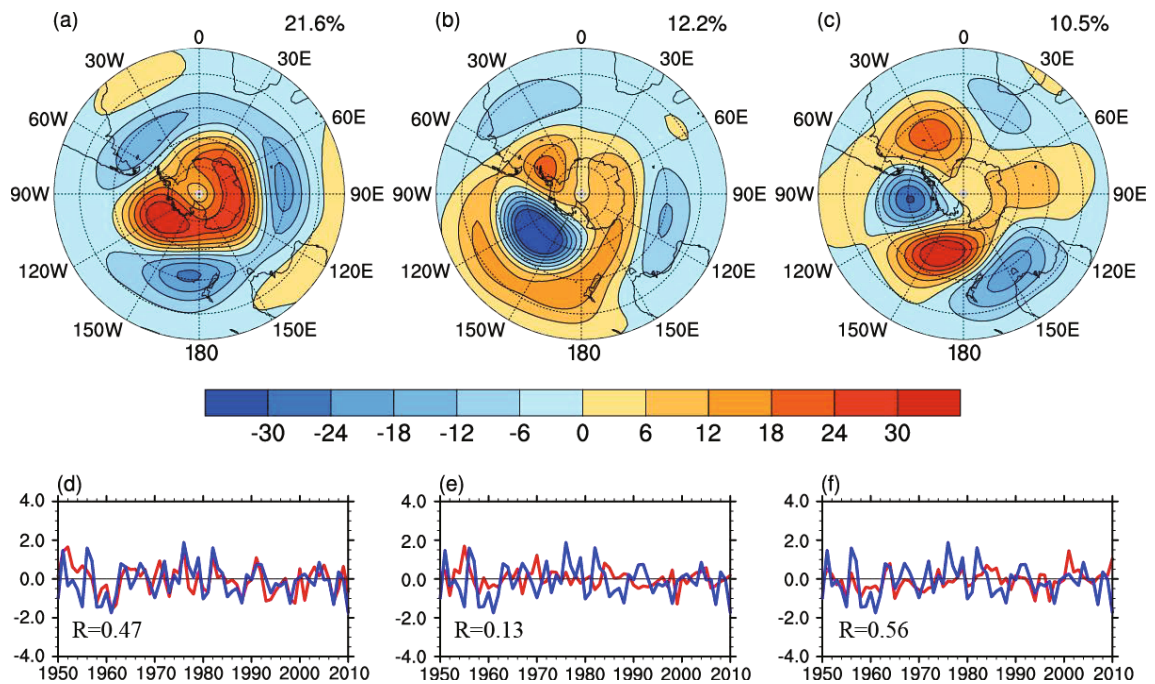 (a) 21.6% (b) 12.2% (c) 10.5%
0 0 0
30W 30E 30W 30E 30W 30E
60W 60E 60W 60E 60W 60E
90W 90E 90W 90E 90W 90E
120W 120E 120W 120E 120W 120E
150W 150E 150W 150E 150W 150E
180 180 180
-30 -24 -18 -12 -6 0 6 12 18 24 30
(d) (e) (f)
4.0 4.0 4.0
2.0 2.0 2.0
0.0 0.0 0.0
-2.0 -2.0 -2.0
R=0.47 R=0.13 R=0.56
-4.0 -4.0 -4.0
1950 1960 1970 1980 1990 2000 2010 1950 1960 1970 1980 1990 2000 2010 1950 1960 1970 1980 1990 2000 2010